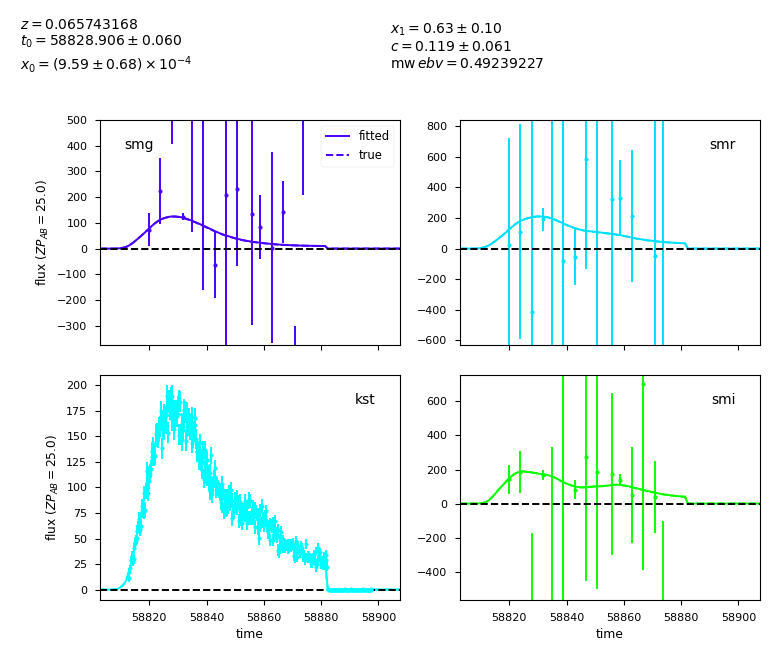 z = 0.065743168
t₀ = 58828.906 ± 0.060
x₀ = (9.59 ± 0.68) × 10⁻⁴
x₁ = 0.63 ± 0.10
c = 0.119 ± 0.061
mw ebv = 0.49239227
smg
fitted
true
flux (ZP_AB = 25.0)
500
400
300
200
100
0
−100
−200
−300
smr
800
600
400
200
0
−200
−400
−600
kst
flux (ZP_AB = 25.0)
200
175
150
125
100
75
50
25
0
58820 58840 58860 58880 58900
time
smi
600
400
200
0
−200
−400
58820 58840 58860 58880 58900
time